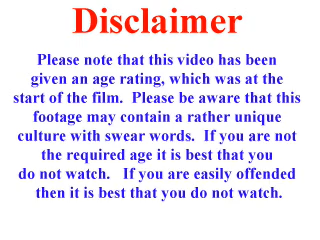 Disclaimer
Please note that this video has been
given an age rating, which was at the
start of the film.  Please be aware that this
footage may contain a rather unique
culture with swear words.  If you are not
the required age it is best that you
do not watch.   If you are easily offended
then it is best that you do not watch.